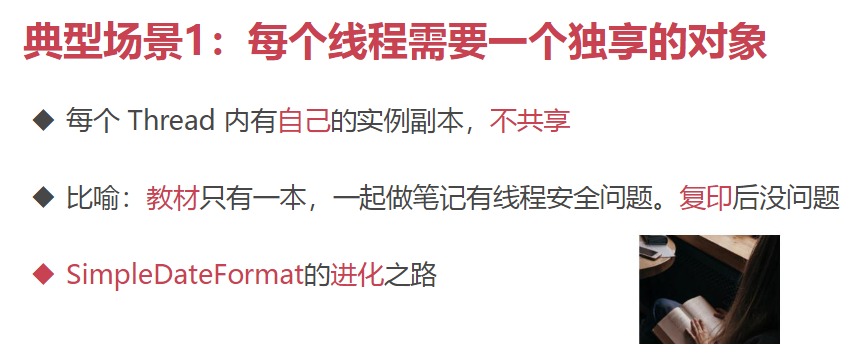 典型场景1：每个线程需要一个独享的对象
◆ 每个 Thread 内有自己的实例副本，不共享
◆ 比喻：教材只有一本，一起做笔记有线程安全问题。复印后没问题
◆ SimpleDateFormat的进化之路